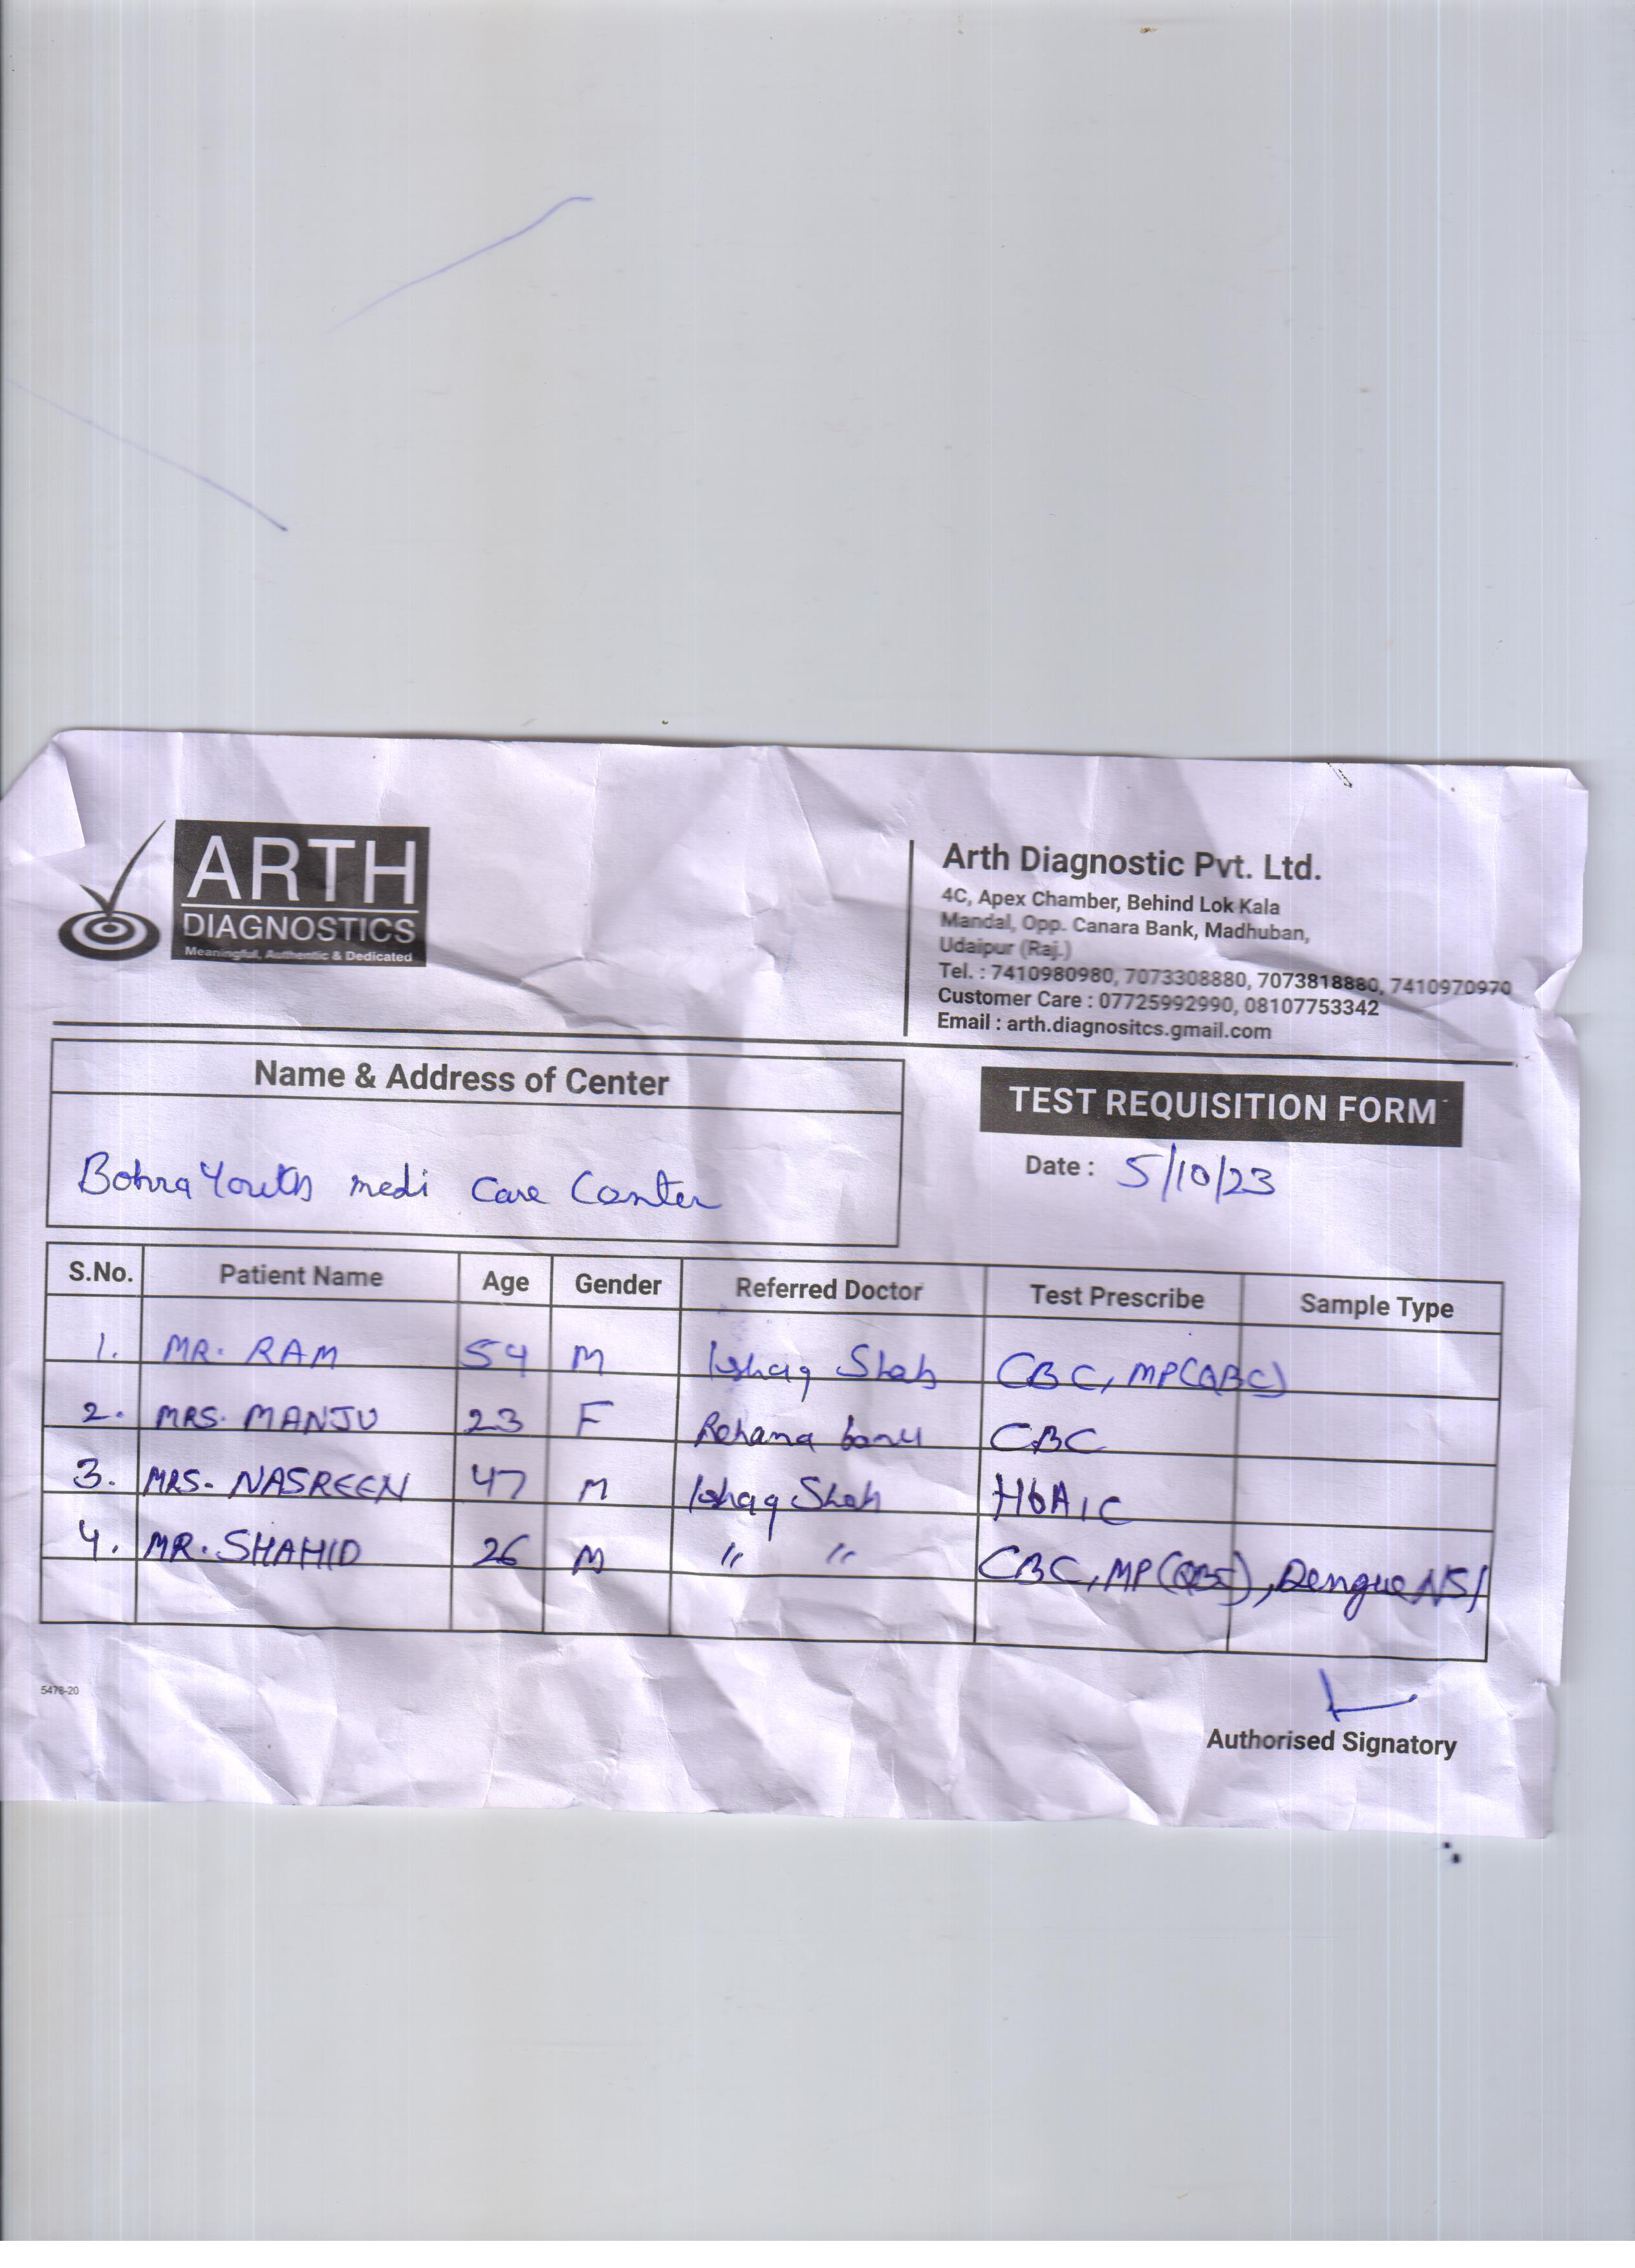 ARTH
DIAGNOSTICS
Meaningful, Authentic & Dedicated
Arth Diagnostic Pvt. Ltd.
4C, Apex Chamber, Behind Lok Kala
Mandal, Opp. Canara Bank, Madhuban,
Udaipur (Raj.)
Tel. : 7410980980, 7073308880, 7073818880, 7410970970
Customer Care : 07725992990, 08107753342
Email : arth.diagnositcs.gmail.com
Name & Address of Center
Bohra Youth medi Care Center
TEST REQUISITION FORM
Date : 5/10/23
S.No. Patient Name Age Gender Referred Doctor Test Prescribe Sample Type
1. MR. RAM 54 M Ishaq Shah CBC, MP(QBC)
2. MRS. MANJU 23 F Rehana banu CBC
3. MRS. NASREEN 47 M Ishaq Shah HbA1C
4. MR. SHAHID 26 M " " CBC, MP(QBC), Dengue NS1
5478-20
Authorised Signatory